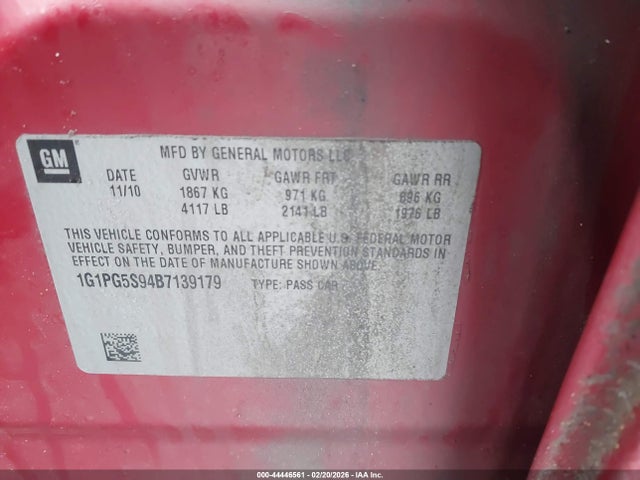 GM
MFD BY GENERAL MOTORS LLC
DATE GVWR GAWR FRT GAWR RR
11/10 1867 KG 971 KG 896 KG
4117 LB 2141 LB 1976 LB
THIS VEHICLE CONFORMS TO ALL APPLICABLE U.S. FEDERAL MOTOR
VEHICLE SAFETY, BUMPER, AND THEFT PREVENTION STANDARDS IN
EFFECT ON THE DATE OF MANUFACTURE SHOWN ABOVE.
1G1PG5S94B7139179 TYPE: PASS CAR
000-44446561 - 02/20/2026 - IAA Inc.